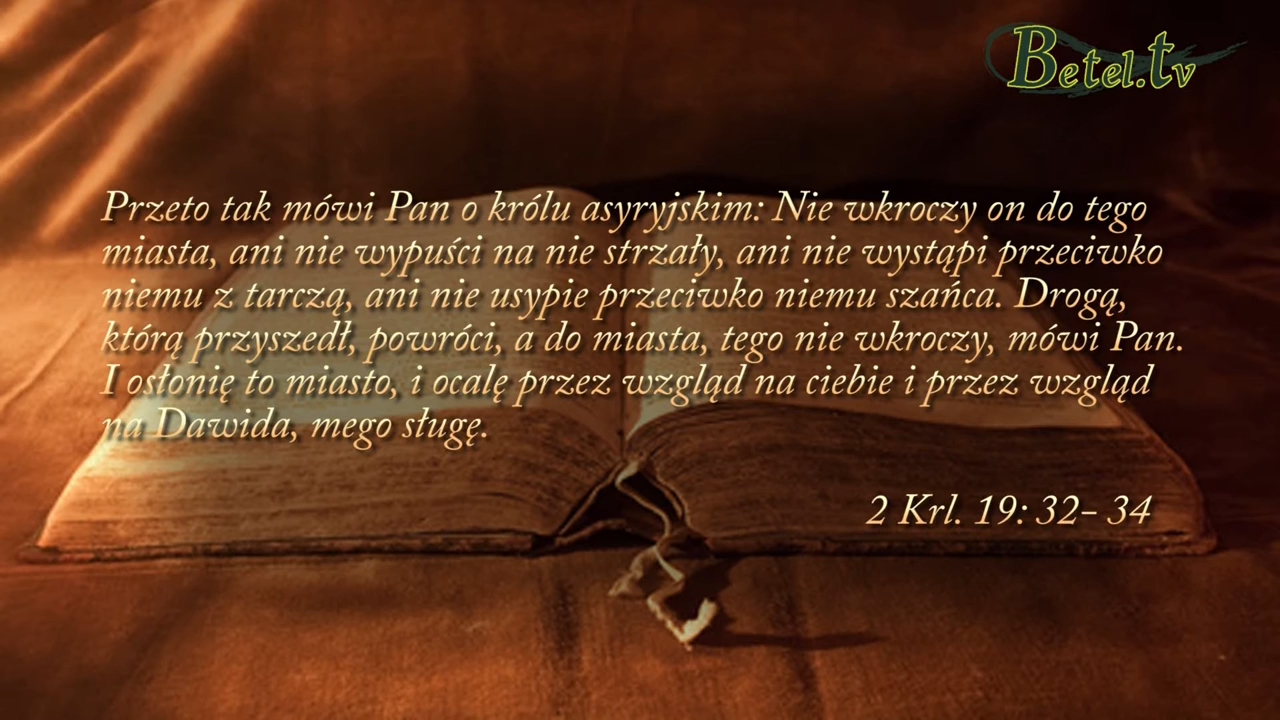 Betel.tv
Przeto tak mówi Pan o królu asyryjskim: Nie wkroczy on do tego
miasta, ani nie wypuści na nie strzały, ani nie wystąpi przeciwko
niemu z tarczą, ani nie usypie przeciwko niemu szańca. Drogą,
którą przyszedł, powróci, a do miasta, tego nie wkroczy, mówi Pan.
I osłonię to miasto, i ocalę przez wzgląd na ciebie i przez wzgląd
na Dawida, mego sługę.
2 Krl. 19: 32- 34